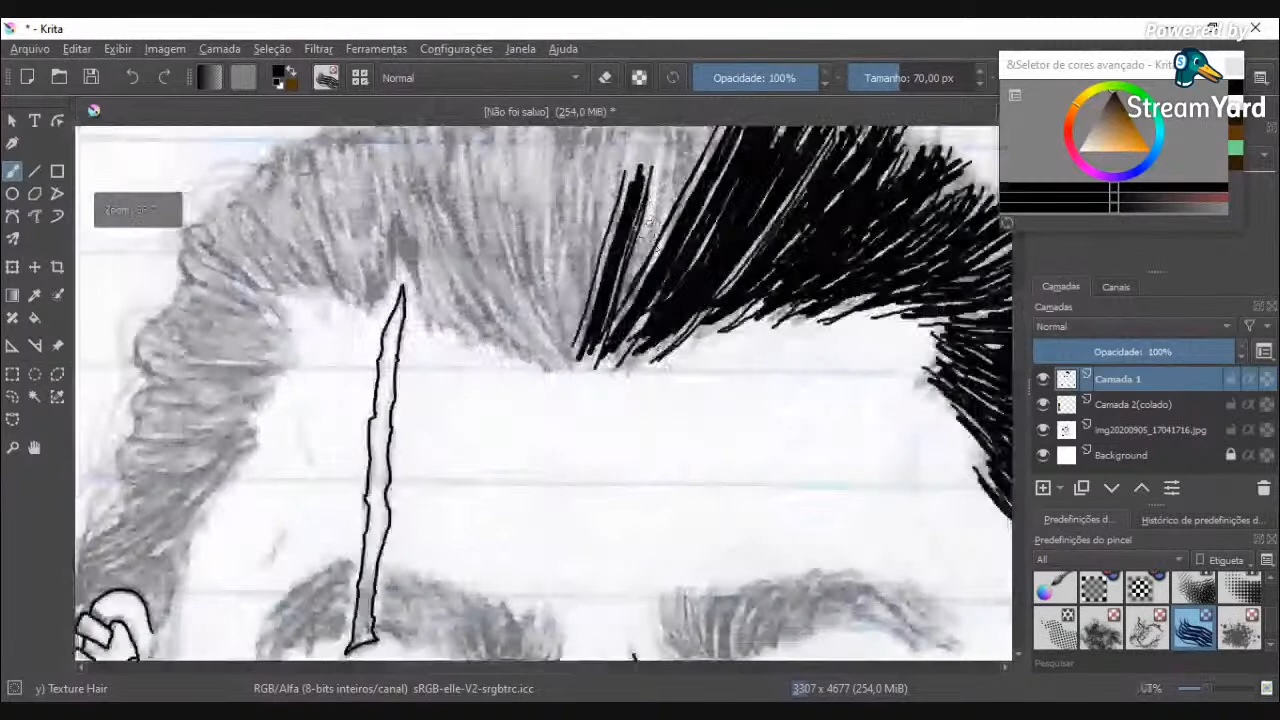 * - Krita
Powered by
Arquivo Editar Exibir Imagem Camada Seleção Filtrar Ferramentas Configurações Janela Ajuda
&Seletor de cores avançado - Krita
StreamYard
Normal
Opacidade: 100%
Tamanho: 70,00 px
[Não foi salvo] (254,0 MiB) *
Camadas Canais
Camadas
Normal
Opacidade: 100%
Camada 1
Camada 2(colado)
img20200905_17041716.jpg
Background
Predefinições d... Histórico de predefinições d...
Predefinições do pincel
All
Etiqueta
Pesquisar
y) Texture Hair
RGB/Alfa (8-bits inteiros/canal) sRGB-elle-V2-srgbtrc.icc
3307 x 4677 (254,0 MiB)